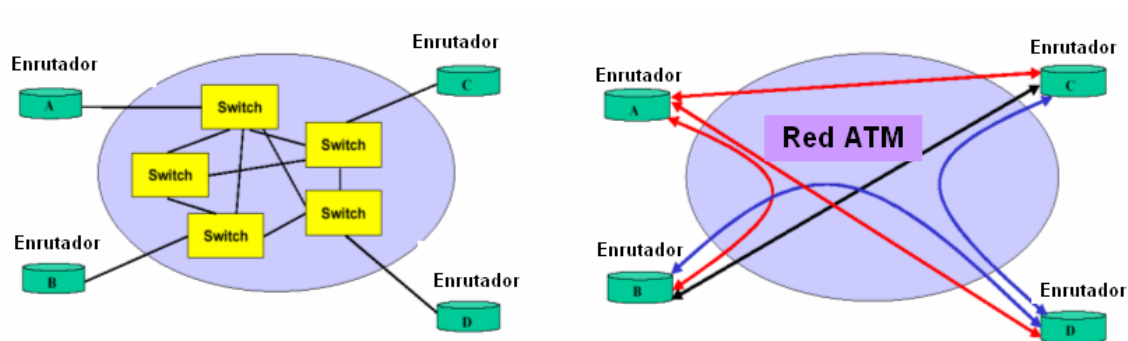 Enrutador
A
Enrutador
C
Switch
Switch
Switch
Switch
Switch
Enrutador
B
Enrutador
D
Enrutador
A
Enrutador
C
Red ATM
Enrutador
B
Enrutador
D